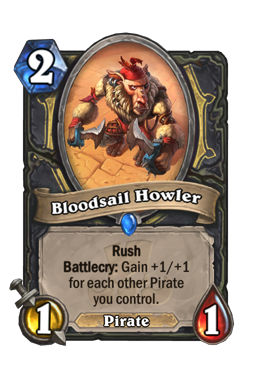 2
Bloodsail Howler
Rush
Battlecry: Gain +1/+1
for each other Pirate
you control.
1
Pirate
1